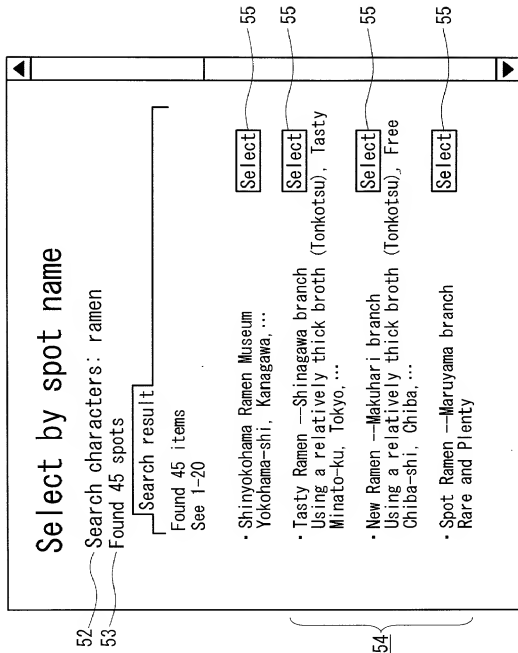 Select by spot name
52
Search characters: ramen
53
Found 45 spots
Search result
Found 45 items
See 1-20
· Shinyokohama Ramen Museum
Yokohama-shi, Kanagawa, ...
Select
55
· Tasty Ramen --Shinagawa branch
Select
55
Using a relatively thick broth (Tonkotsu), Tasty
Minato-ku, Tokyo, ...
· New Ramen --Makuhari branch
Select
55
Using a relatively thick broth (Tonkotsu), Free
Chiba-shi, Chiba, ...
· Spot Ramen --Maruyama branch
Select
55
Rare and Plenty
54